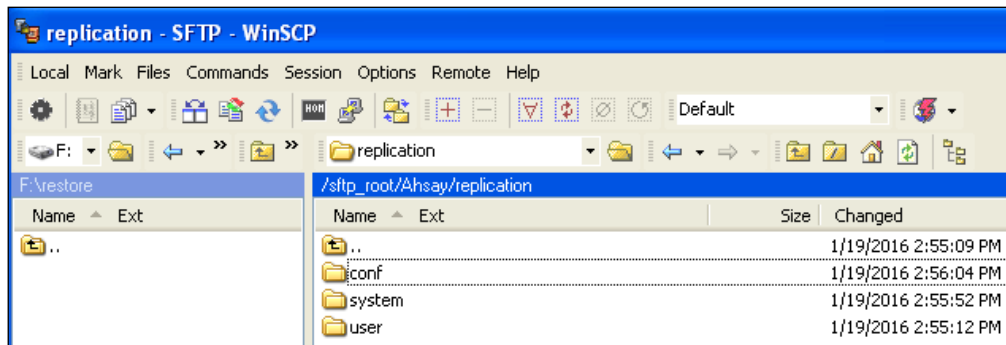 replication - SFTP - WinSCP
Local Mark Files Commands Session Options Remote Help
Default
F: replication
F:\restore /sftp_root/Ahsay/replication
Name Ext Name Ext Size Changed
.. .. 1/19/2016 2:55:09 PM
conf 1/19/2016 2:56:04 PM
system 1/19/2016 2:55:52 PM
user 1/19/2016 2:55:12 PM